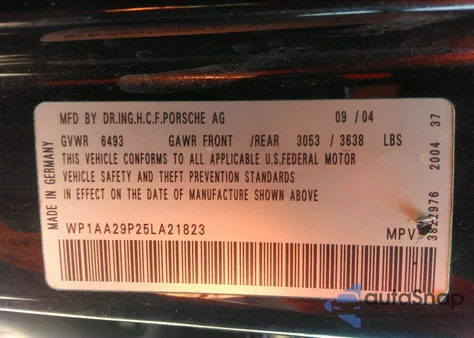 MFD BY DR.ING.H.C.F.PORSCHE AG 09 / 04
GVWR 6493 GAWR FRONT /REAR 3053 / 3638 LBS
THIS VEHICLE CONFORMS TO ALL APPLICABLE U.S.FEDERAL MOTOR
VEHICLE SAFETY AND THEFT PREVENTION STANDARDS
IN EFFECT ON THE DATE OF MANUFACTURE SHOWN ABOVE
WP1AA29P25LA21823 MPV
MADE IN GERMANY
3822976 2004 37
autoSnap